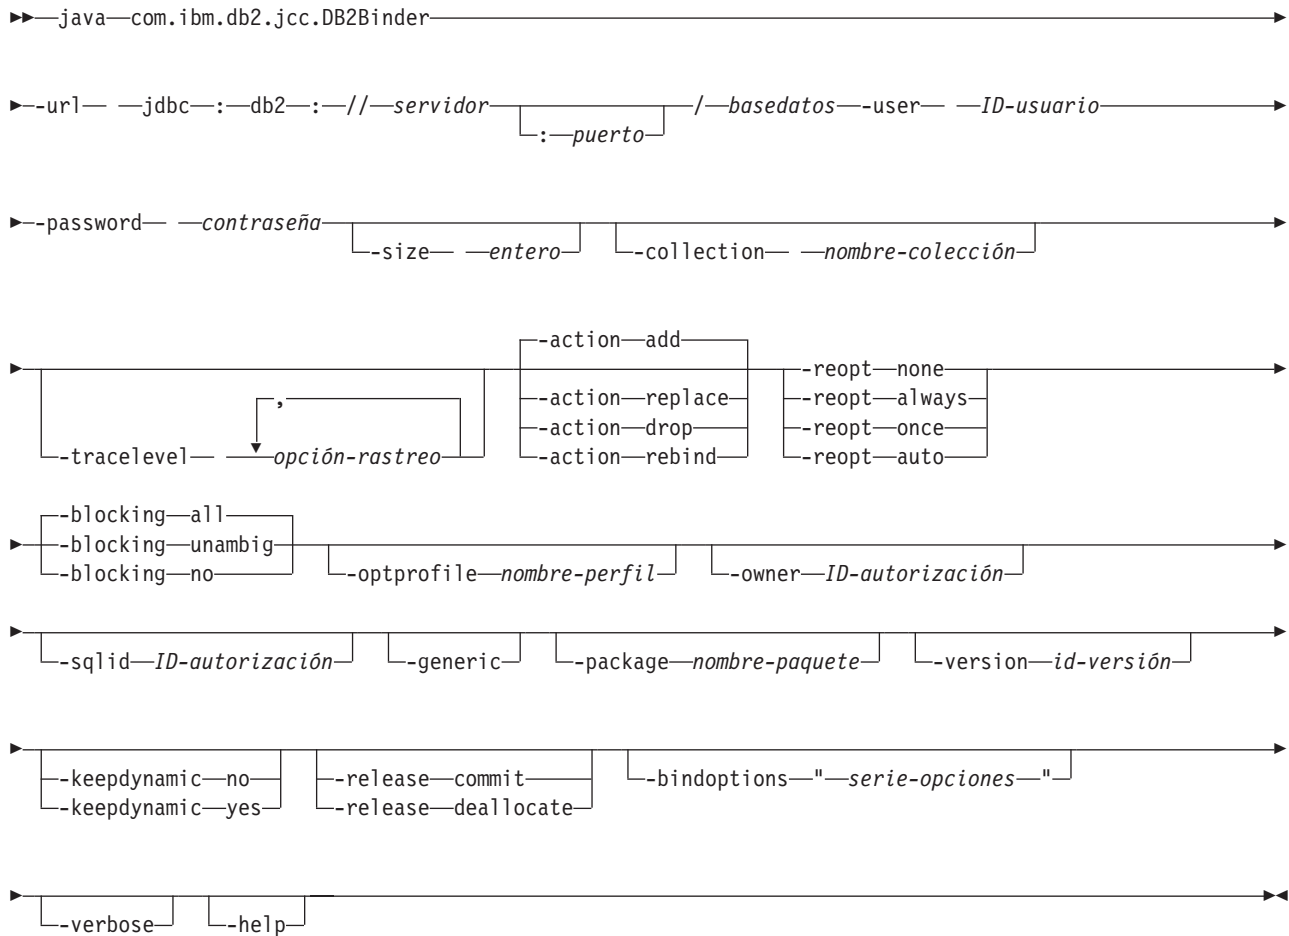 java com.ibm.db2.jcc.DB2Binder
-url jdbc : db2 : // servidor / basedatos -user ID-usuario
: puerto
-password contraseña
-size entero -collection nombre-colección
-action add
-reopt none
, -action replace -reopt always
-action drop -reopt once
-tracelevel opción-rastreo -action rebind -reopt auto
-blocking all
-blocking unambig
-blocking no -optprofile nombre-perfil -owner ID-autorización
-sqlid ID-autorización -generic -package nombre-paquete -version id-versión
-keepdynamic no -release commit -bindoptions " serie-opciones "
-keepdynamic yes -release deallocate
-verbose -help